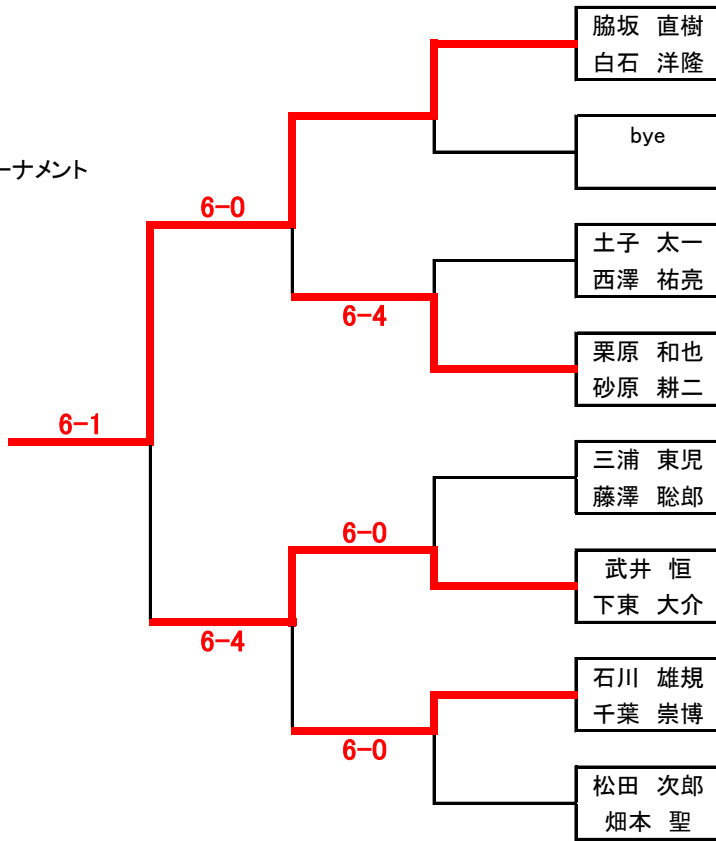 脇坂 直樹
白石 洋隆
bye
ーナメント
6-0
土子 太一
西澤 祐亮
6-4
栗原 和也
砂原 耕二
6-1
三浦 東児
藤澤 聡郎
6-0
武井 恒
下東 大介
6-4
石川 雄規
千葉 崇博
6-0
松田 次郎
畑本 聖